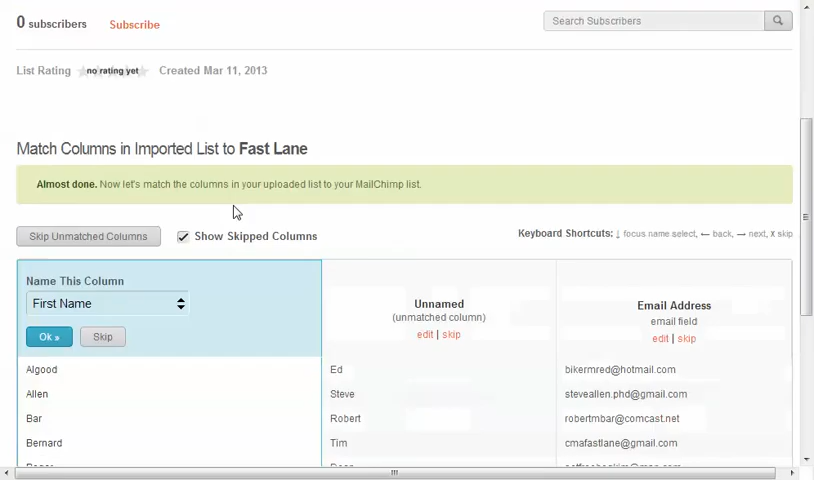 0 subscribers Subscribe
Search Subscribers
List Rating no rating yet Created Mar 11, 2013
Match Columns in Imported List to Fast Lane
Almost done. Now let's match the columns in your uploaded list to your MailChimp list.
Skip Unmatched Columns Show Skipped Columns Keyboard Shortcuts: ↓ focus name select, ← back, → next, X skip
Name This Column
First Name
Ok » Skip
Unnamed
(unmatched column)
edit | skip
Email Address
email field
edit | skip
Algood Ed bikermred@hotmail.com
Allen Steve steveallen.phd@gmail.com
Bar Robert robertmbar@comcast.net
Bernard Tim cmafastlane@gmail.com